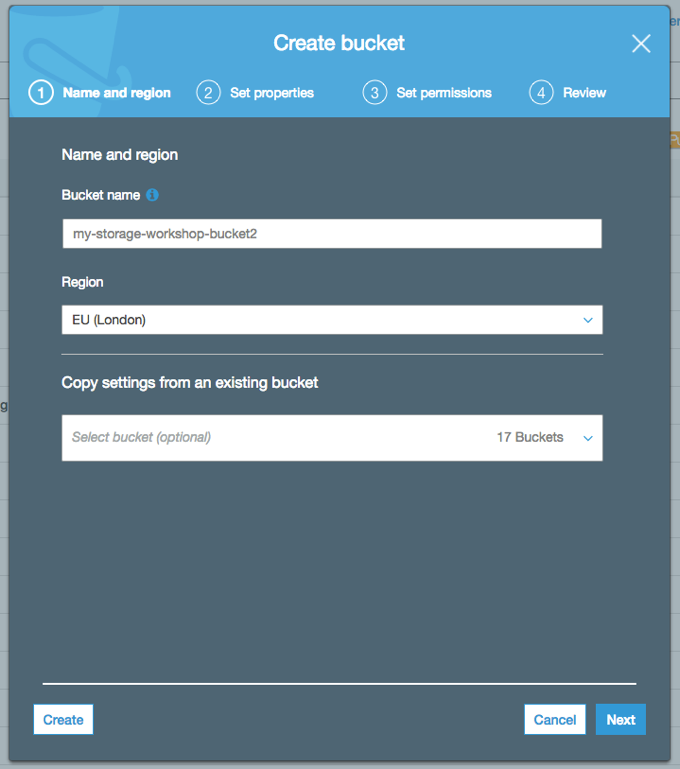 Create bucket
1 Name and region 2 Set properties 3 Set permissions 4 Review
Name and region
Bucket name
my-storage-workshop-bucket2
Region
EU (London)
Copy settings from an existing bucket
Select bucket (optional) 17 Buckets
Create Cancel Next